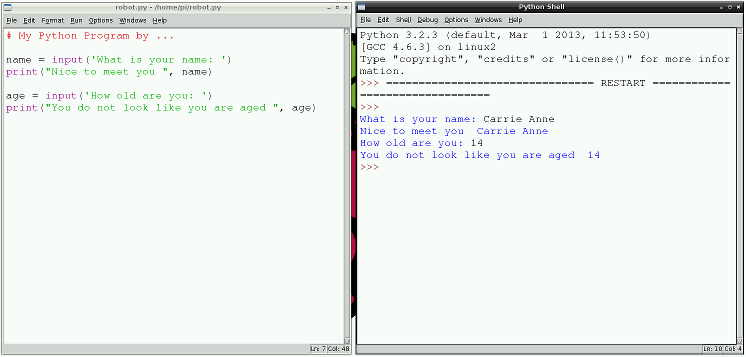 robot.py - /home/pi/robot.py
File Edit Format Run Options Windows Help
# My Python Program by ...
name = input('What is your name: ')
print("Nice to meet you ", name)
age = input('How old are you: ')
print("You do not look like you are aged ", age)
Ln: 7 Col: 48
Python Shell
File Edit Shell Debug Options Windows Help
Python 3.2.3 (default, Mar  1 2013, 11:53:50)
[GCC 4.6.3] on linux2
Type "copyright", "credits" or "license()" for more infor
mation.
>>> ================================ RESTART ============
====================
>>>
What is your name: Carrie Anne
Nice to meet you  Carrie Anne
How old are you: 14
You do not look like you are aged  14
>>>
Ln: 10 Col: 4